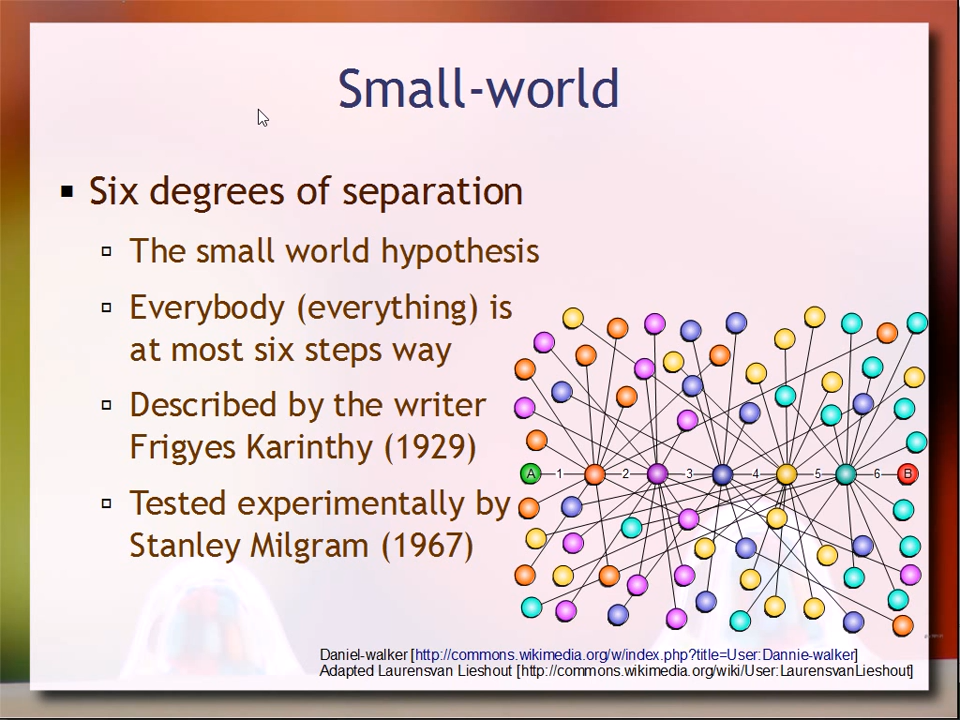 Small-world
Six degrees of separation
The small world hypothesis
Everybody (everything) is
at most six steps way
Described by the writer
Frigyes Karinthy (1929)
Tested experimentally by
Stanley Milgram (1967)
A 1 2 3 4 5 6 B
Daniel-walker [http://commons.wikimedia.org/w/index.php?title=User:Dannie-walker]
Adapted Laurensvan Lieshout [http://commons.wikimedia.org/wiki/User:LaurensvanLieshout]